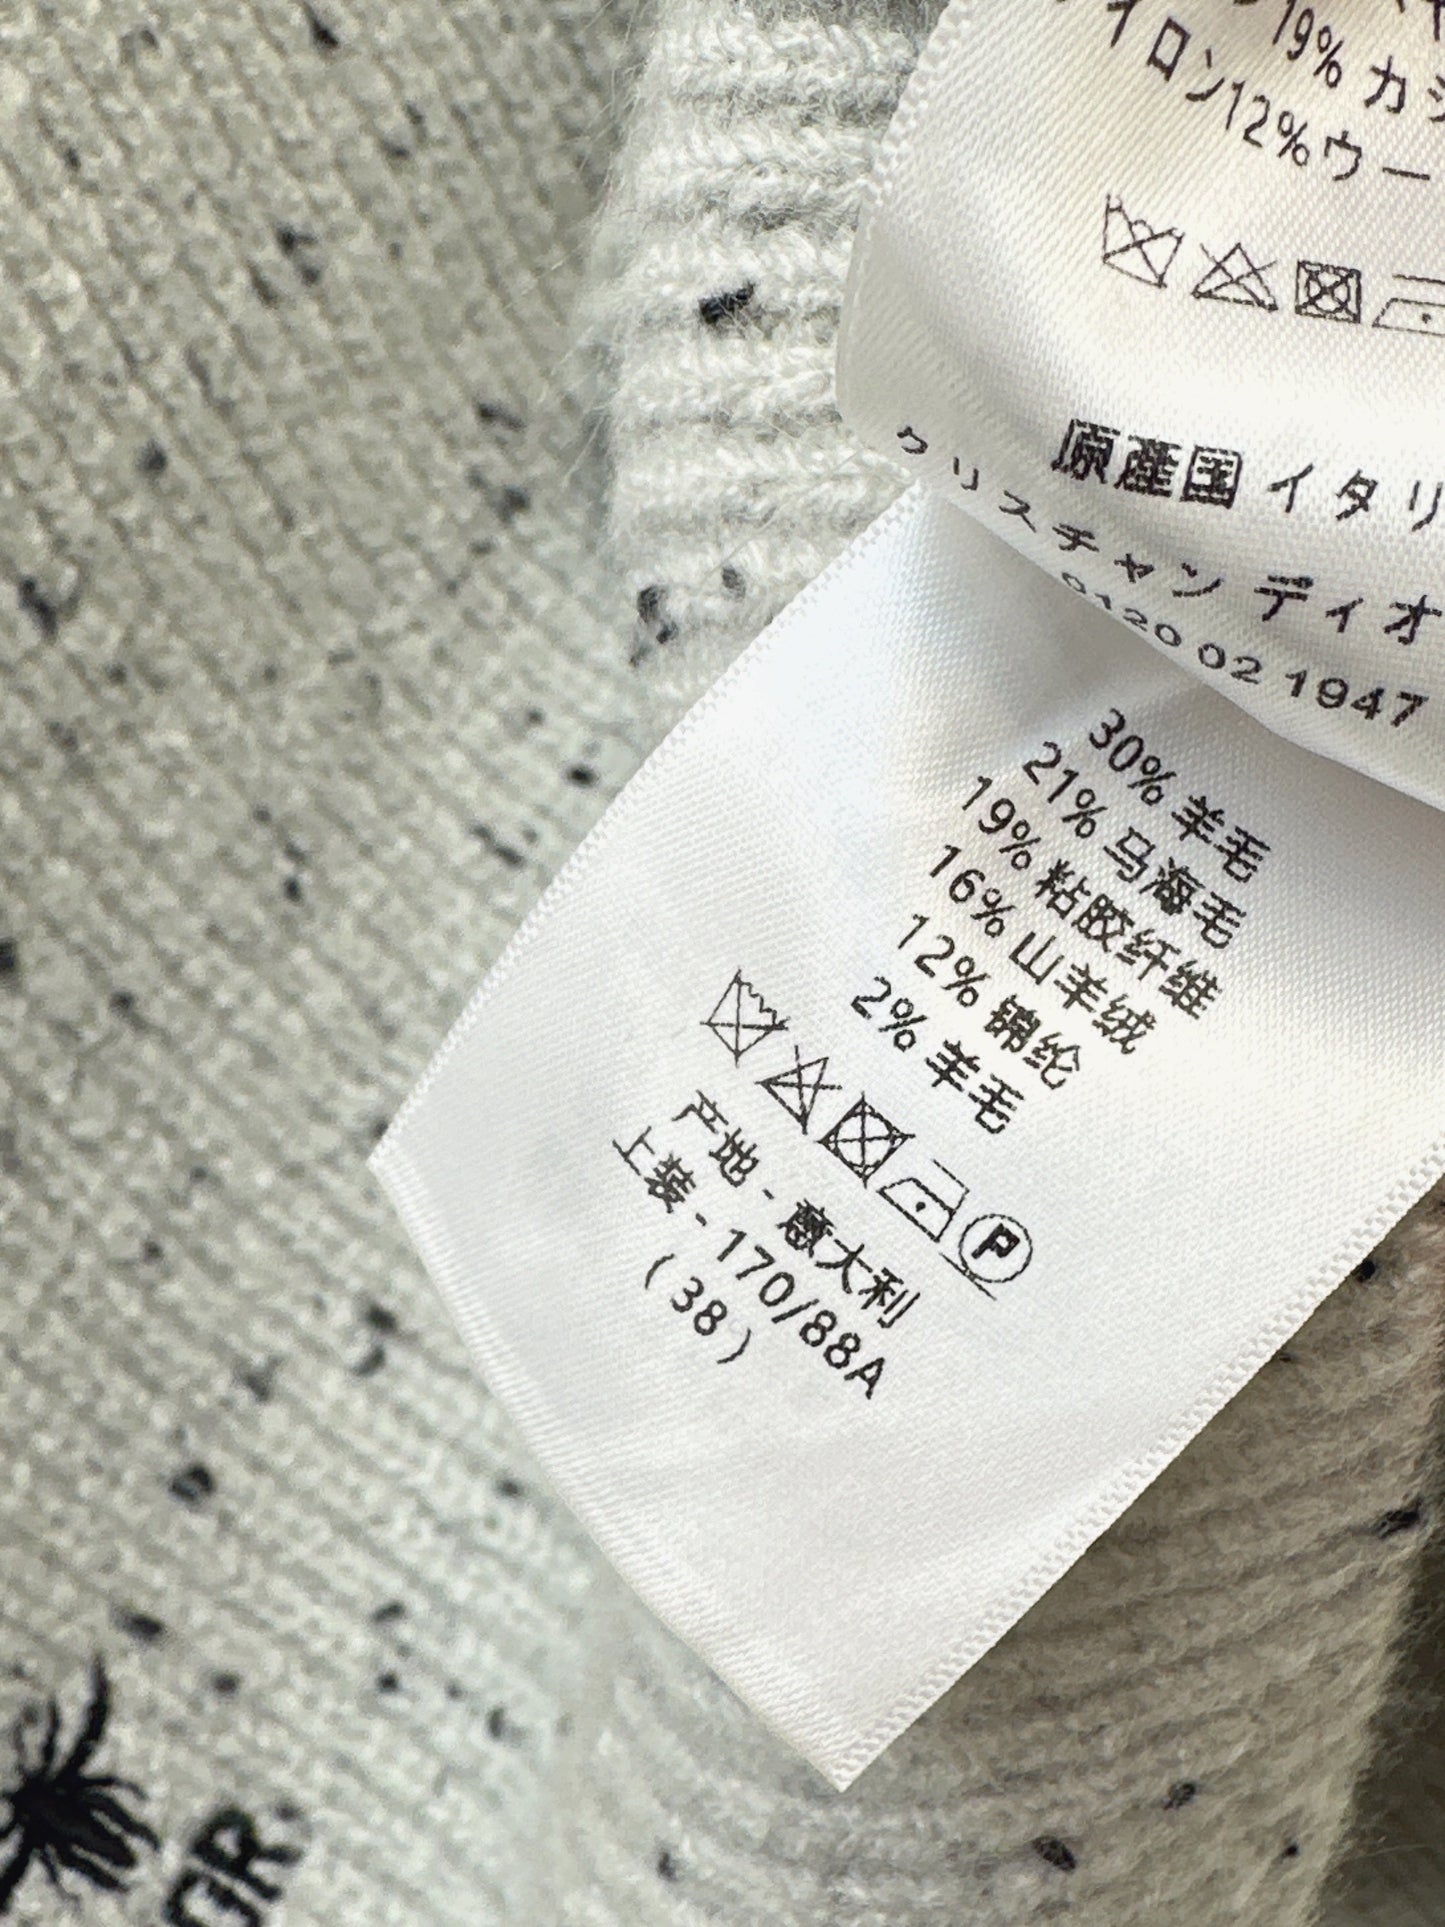 19% カシ
イロン12%ウー
原産国 イタリ
クリスチャン ディオ
0120 02 1947
30% 羊毛
21% 马海毛
19% 粘胶纤维
16% 山羊绒
12% 锦纶
2% 羊毛
P
产地 - 意大利
上装 - 170/88A
(38)
OR